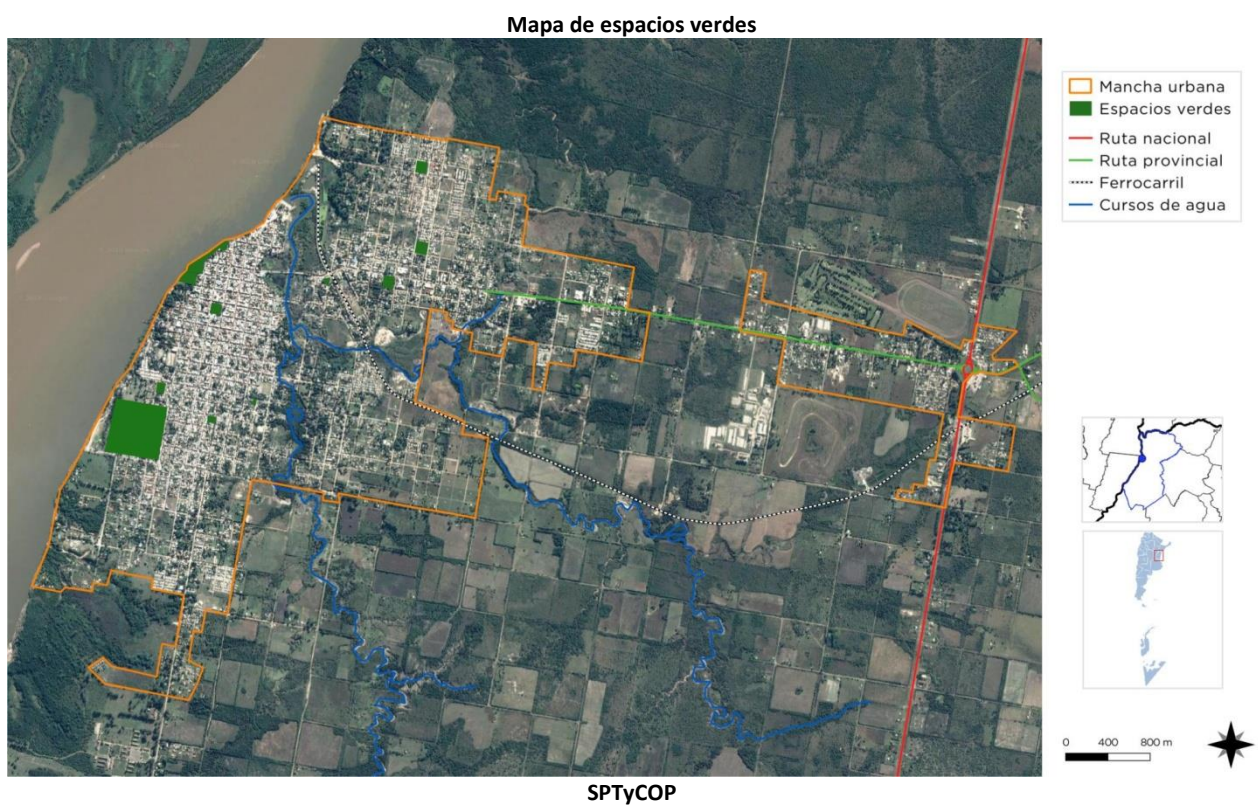 Mapa de espacios verdes
Mancha urbana
Espacios verdes
Ruta nacional
Ruta provincial
Ferrocarril
Cursos de agua
0 400 800 m
SPTyCOP